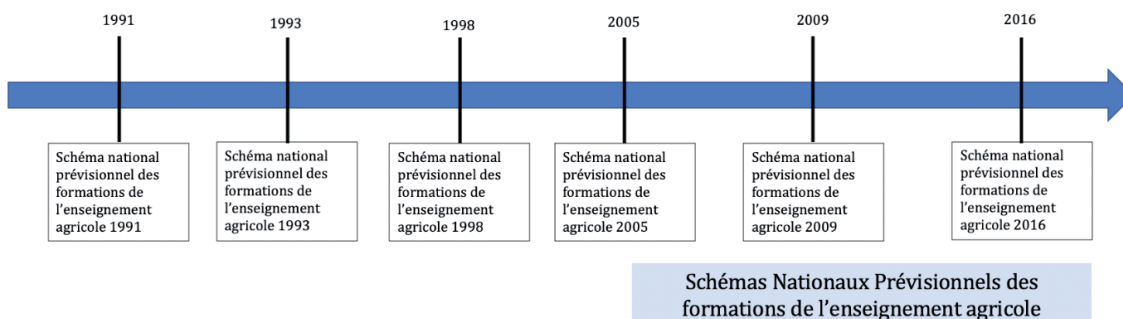 1991
1993
1998
2005
2009
2016
Schéma national
prévisionnel des
formations de
l'enseignement
agricole 1991
Schéma national
prévisionnel des
formations de
l'enseignement
agricole 1993
Schéma national
prévisionnel des
formations de
l'enseignement
agricole 1998
Schéma national
prévisionnel des
formations de
l'enseignement
agricole 2005
Schéma national
prévisionnel des
formations de
l'enseignement
agricole 2009
Schéma national
prévisionnel des
formations de
l'enseignement
agricole 2016
Schémas Nationaux Prévisionnels des
formations de l'enseignement agricole